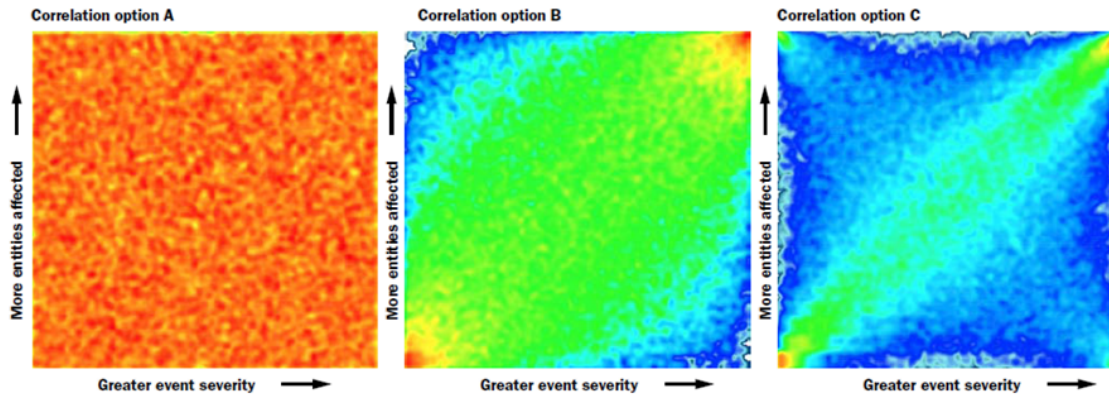 Correlation option A
Correlation option B
Correlation option C
More entities affected
More entities affected
More entities affected
Greater event severity
Greater event severity
Greater event severity